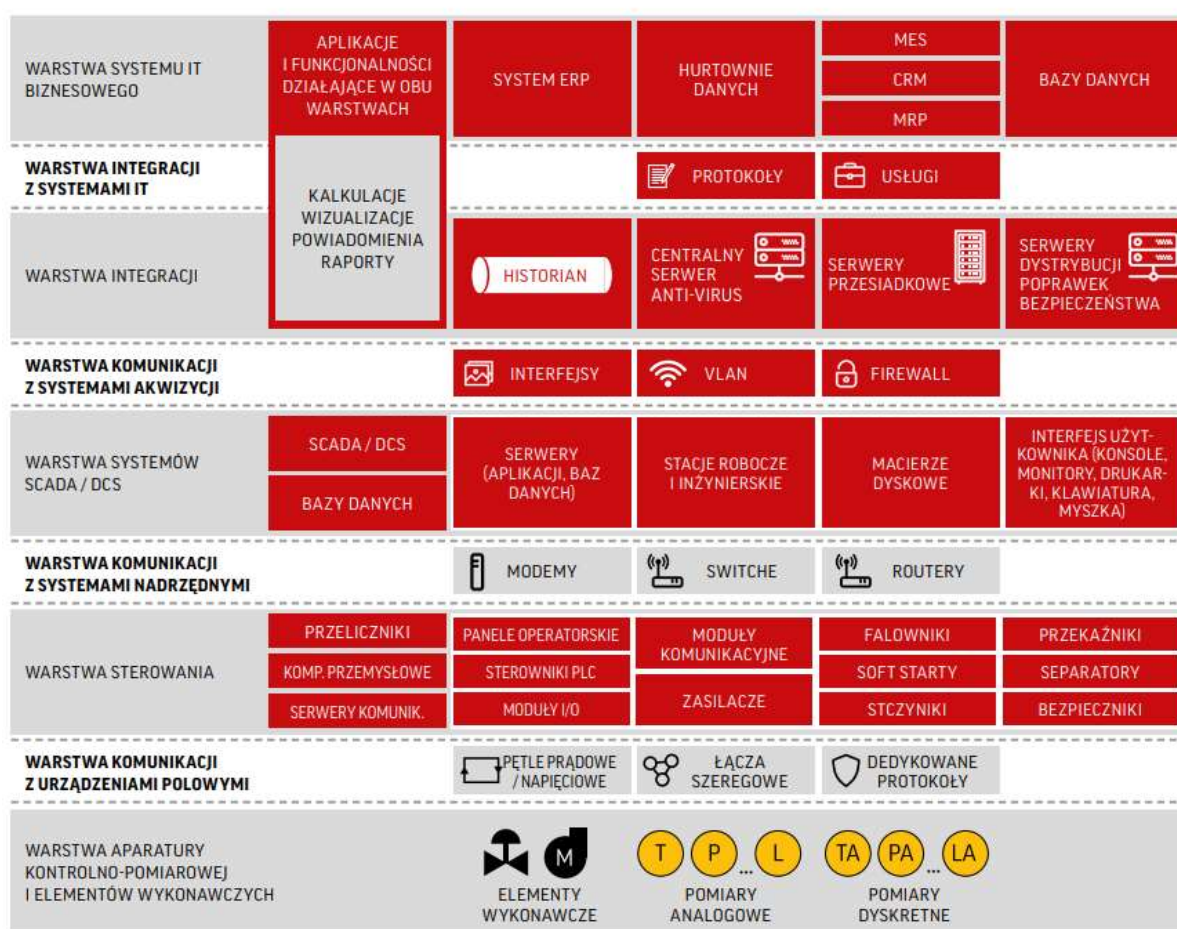 WARSTWA SYSTEMU IT
BIZNESOWEGO
APLIKACJE
I FUNKCJONALNOŚCI
DZIAŁAJĄCE W OBU
WARSTWACH
SYSTEM ERP
HURTOWNIE
DANYCH
MES
CRM
MRP
BAZY DANYCH
WARSTWA INTEGRACJI
Z SYSTEMAMI IT
KALKULACJE
WIZUALIZACJE
POWIADOMIENIA
RAPORTY
PROTOKOŁY
USŁUGI
WARSTWA INTEGRACJI
HISTORIAN
CENTRALNY
SERWER
ANTI-VIRUS
SERWERY
PRZESIADKOWE
SERWERY
DYSTRYBUCJI
POPRAWEK
BEZPIECZEŃSTWA
WARSTWA KOMUNIKACJI
Z SYSTEMAMI AKWIZYCJI
INTERFEJSY
VLAN
FIREWALL
WARSTWA SYSTEMÓW
SCADA / DCS
SCADA / DCS
BAZY DANYCH
SERWERY
(APLIKACJI, BAZ
DANYCH)
STACJE ROBOCZE
I INŻYNIERSKIE
MACIERZE
DYSKOWE
INTERFEJS UŻYT-
KOWNIKA (KONSOLE,
MONITORY, DRUKAR-
KI, KLAWIATURA,
MYSZKA)
WARSTWA KOMUNIKACJI
Z SYSTEMAMI NADRZĘDNYMI
MODEMY
SWITCHE
ROUTERY
WARSTWA STEROWANIA
PRZELICZNIKI
KOMP. PRZEMYSŁOWE
SERWERY KOMUNIK.
PANELE OPERATORSKIE
STEROWNIKI PLC
MODUŁY I/O
MODUŁY
KOMUNIKACYJNE
ZASILACZE
FALOWNIKI
SOFT STARTY
STCZYNIKI
PRZEKAŹNIKI
SEPARATORY
BEZPIECZNIKI
WARSTWA KOMUNIKACJI
Z URZĄDZENIAMI POLOWYMI
PĘTLE PRĄDOWE
/ NAPIĘCIOWE
ŁĄCZA
SZEREGOWE
DEDYKOWANE
PROTOKOŁY
WARSTWA APARATURY
KONTROLNO-POMIAROWEJ
I ELEMENTÓW WYKONAWCZYCH
M
ELEMENTY
WYKONAWCZE
T P ... L
POMIARY
ANALOGOWE
TA PA ... LA
POMIARY
DYSKRETNE